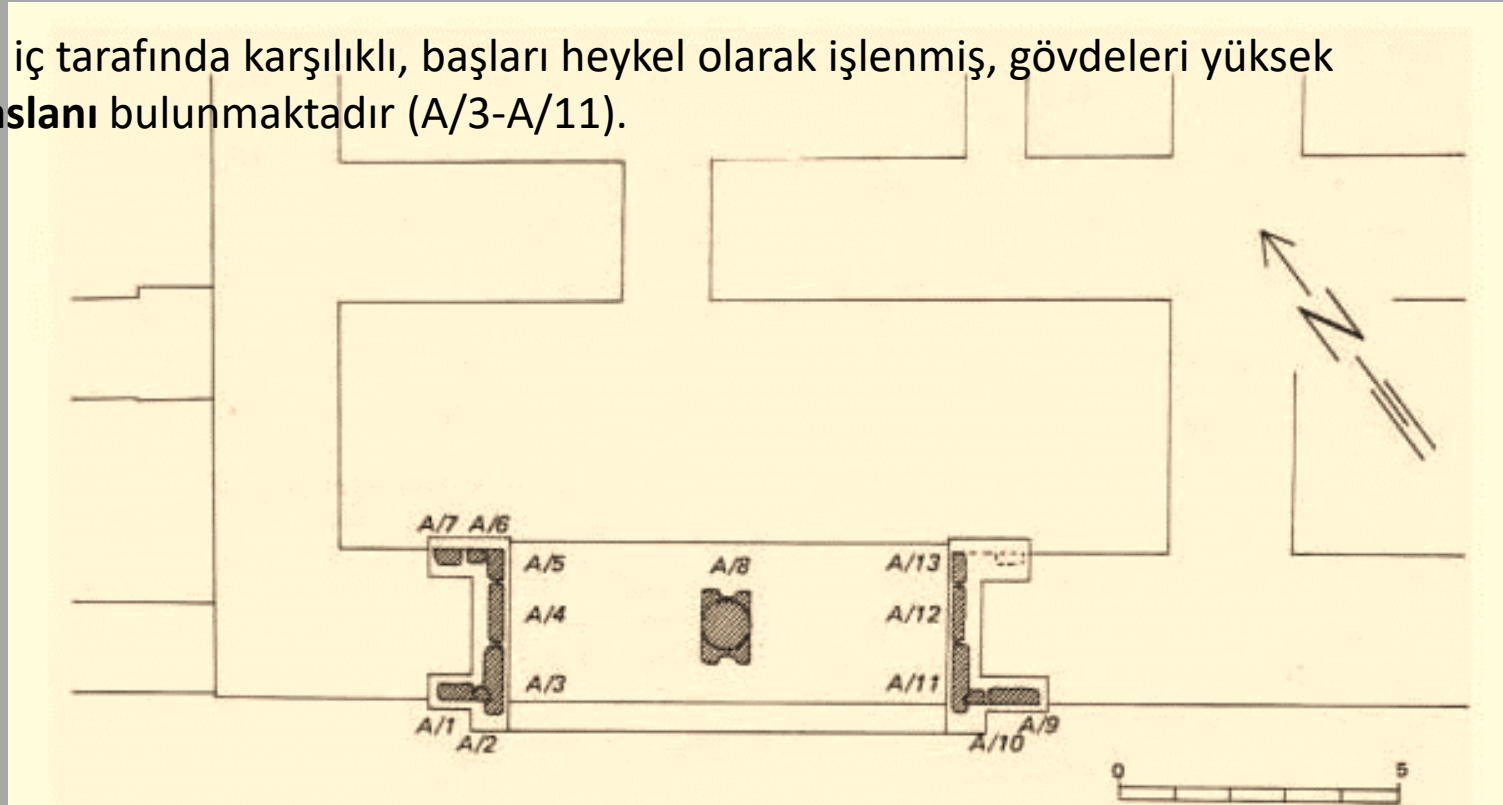 iç tarafında karşılıklı, başları heykel olarak işlenmiş, gövdeleri yüksek
slanı bulunmaktadır (A/3-A/11).
N
A/7 A/6
A/5 A/8 A/13
A/4 A/12
A/3 A/11
A/1 A/9
A/2 A/10
0 5